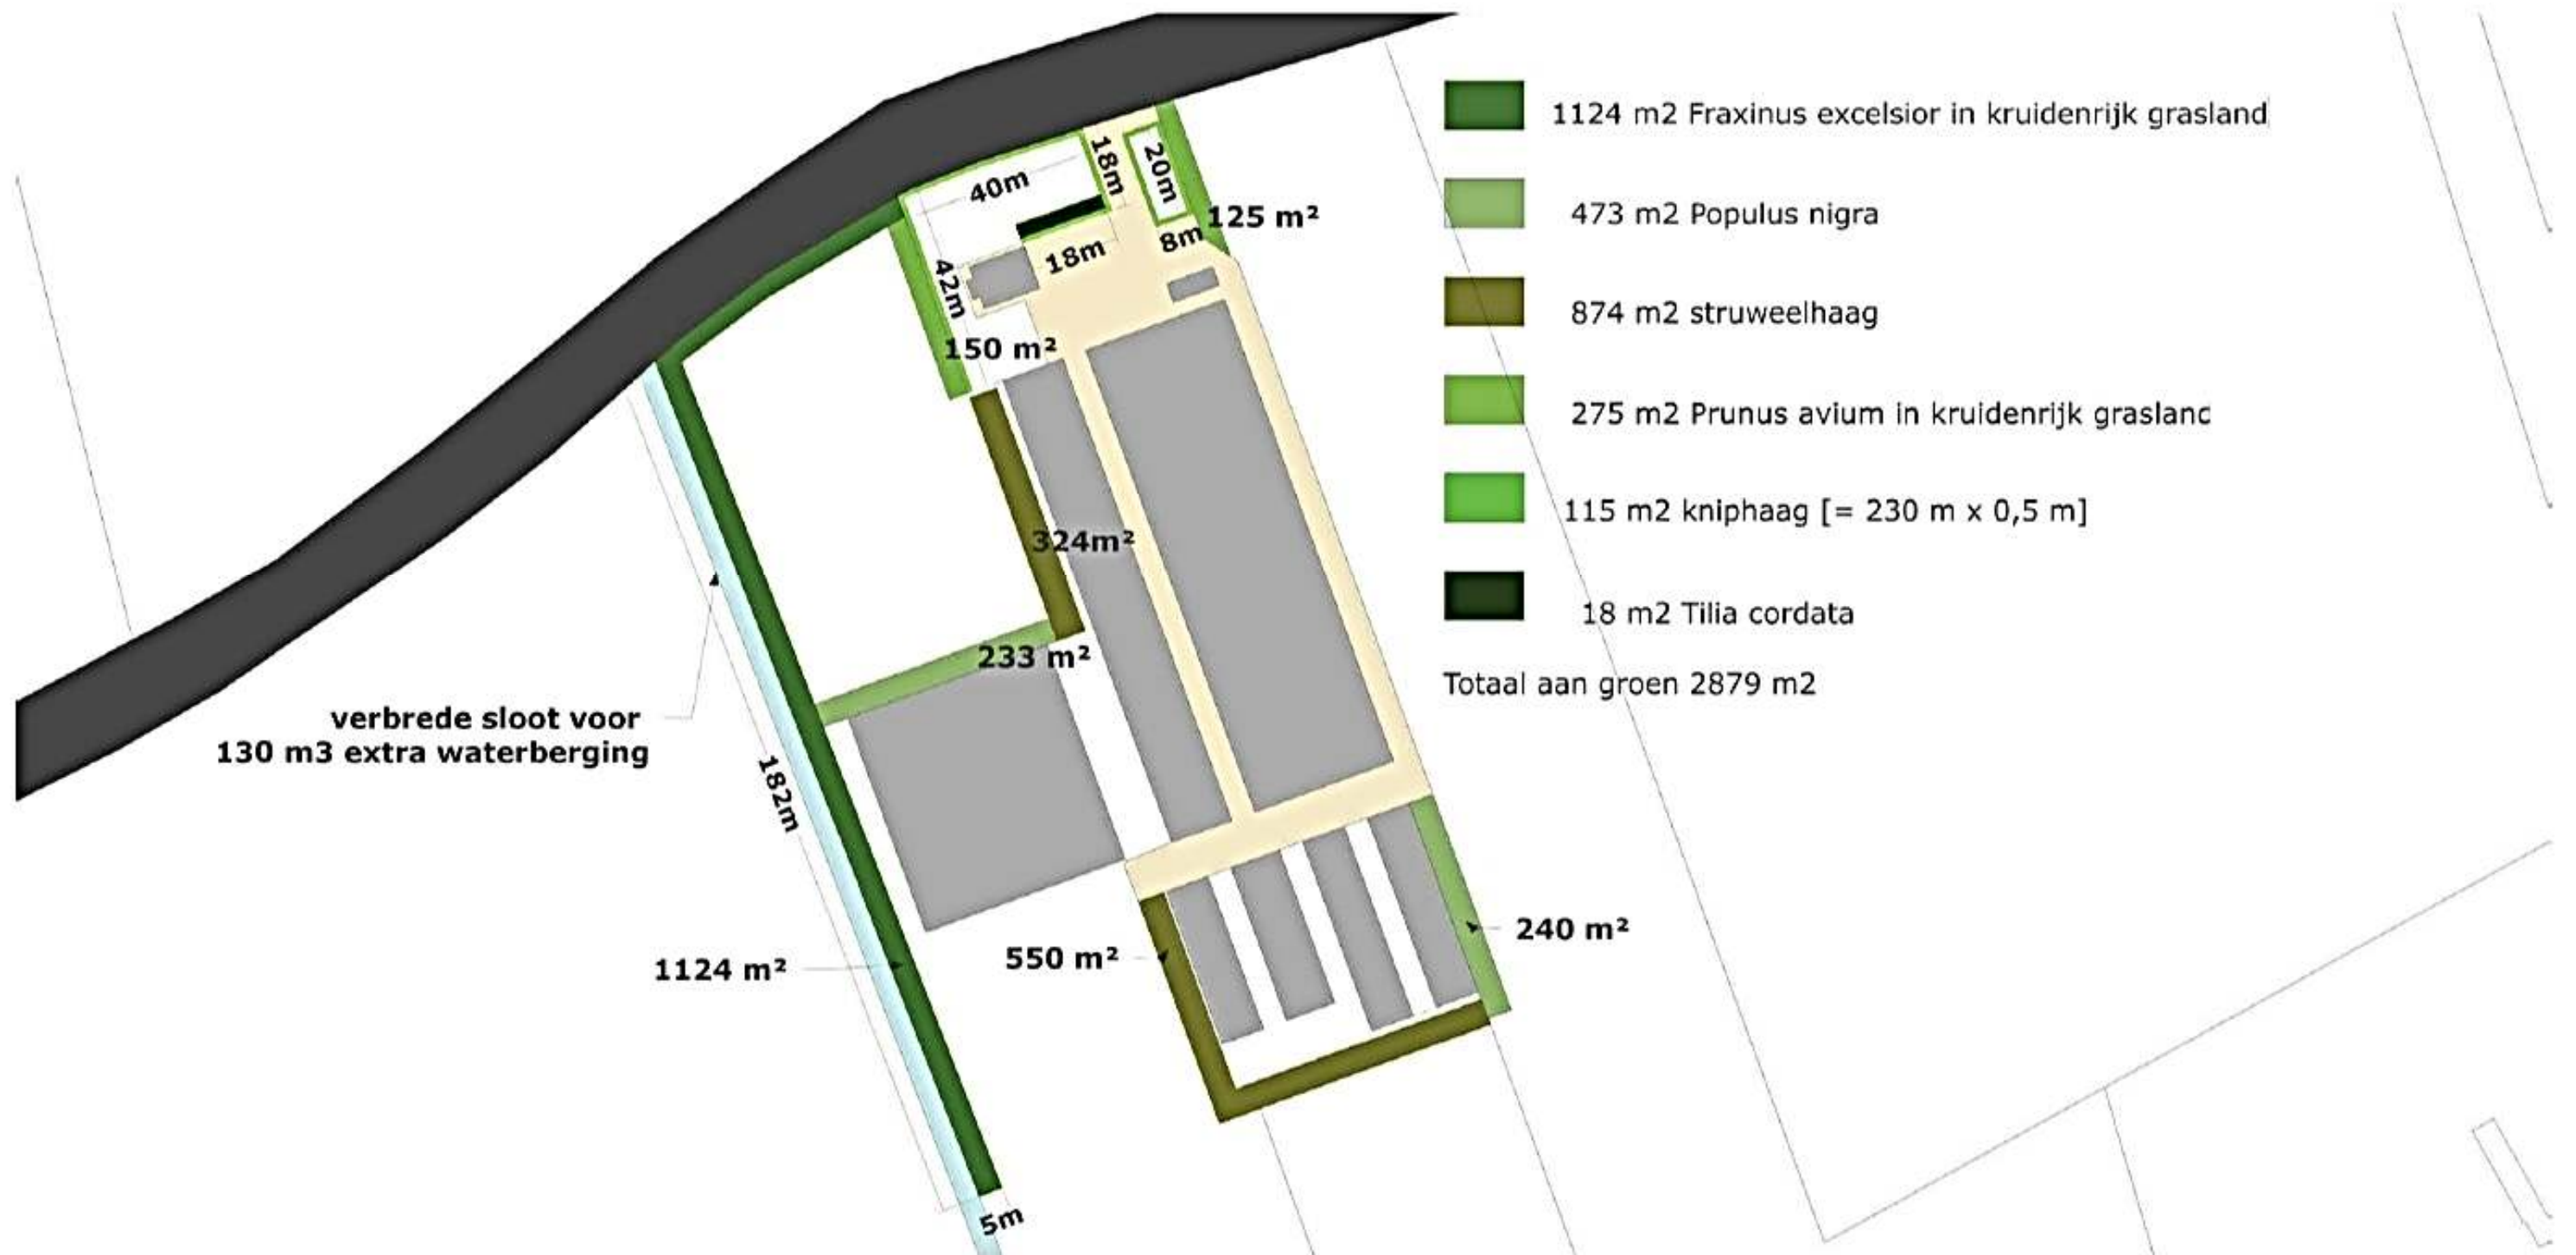 1124 m2 Fraxinus excelsior in kruidenrijk grasland
473 m2 Populus nigra
874 m2 struweelhaag
275 m2 Prunus avium in kruidenrijk graslanc
115 m2 kniphaag [= 230 m x 0,5 m]
18 m2 Tilia cordata
Totaal aan groen 2879 m2
40m
18m
20m
125 m²
8m
18m
42m
150 m²
324m²
233 m²
verbrede sloot voor
130 m3 extra waterberging
182m
240 m²
550 m²
1124 m²
5m